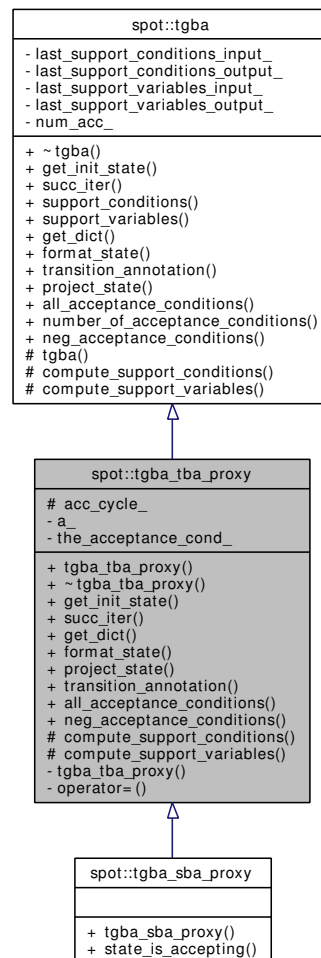 spot::tgba
- last_support_conditions_input_
- last_support_conditions_output_
- last_support_variables_input_
- last_support_variables_output_
- num_acc_
+ ~tgba()
+ get_init_state()
+ succ_iter()
+ support_conditions()
+ support_variables()
+ get_dict()
+ format_state()
+ transition_annotation()
+ project_state()
+ all_acceptance_conditions()
+ number_of_acceptance_conditions()
+ neg_acceptance_conditions()
# tgba()
# compute_support_conditions()
# compute_support_variables()
spot::tgba_tba_proxy
# acc_cycle_
- a_
- the_acceptance_cond_
+ tgba_tba_proxy()
+ ~tgba_tba_proxy()
+ get_init_state()
+ succ_iter()
+ get_dict()
+ format_state()
+ project_state()
+ transition_annotation()
+ all_acceptance_conditions()
+ neg_acceptance_conditions()
# compute_support_conditions()
# compute_support_variables()
- tgba_tba_proxy()
- operator=()
spot::tgba_sba_proxy
+ tgba_sba_proxy()
+ state_is_accepting()